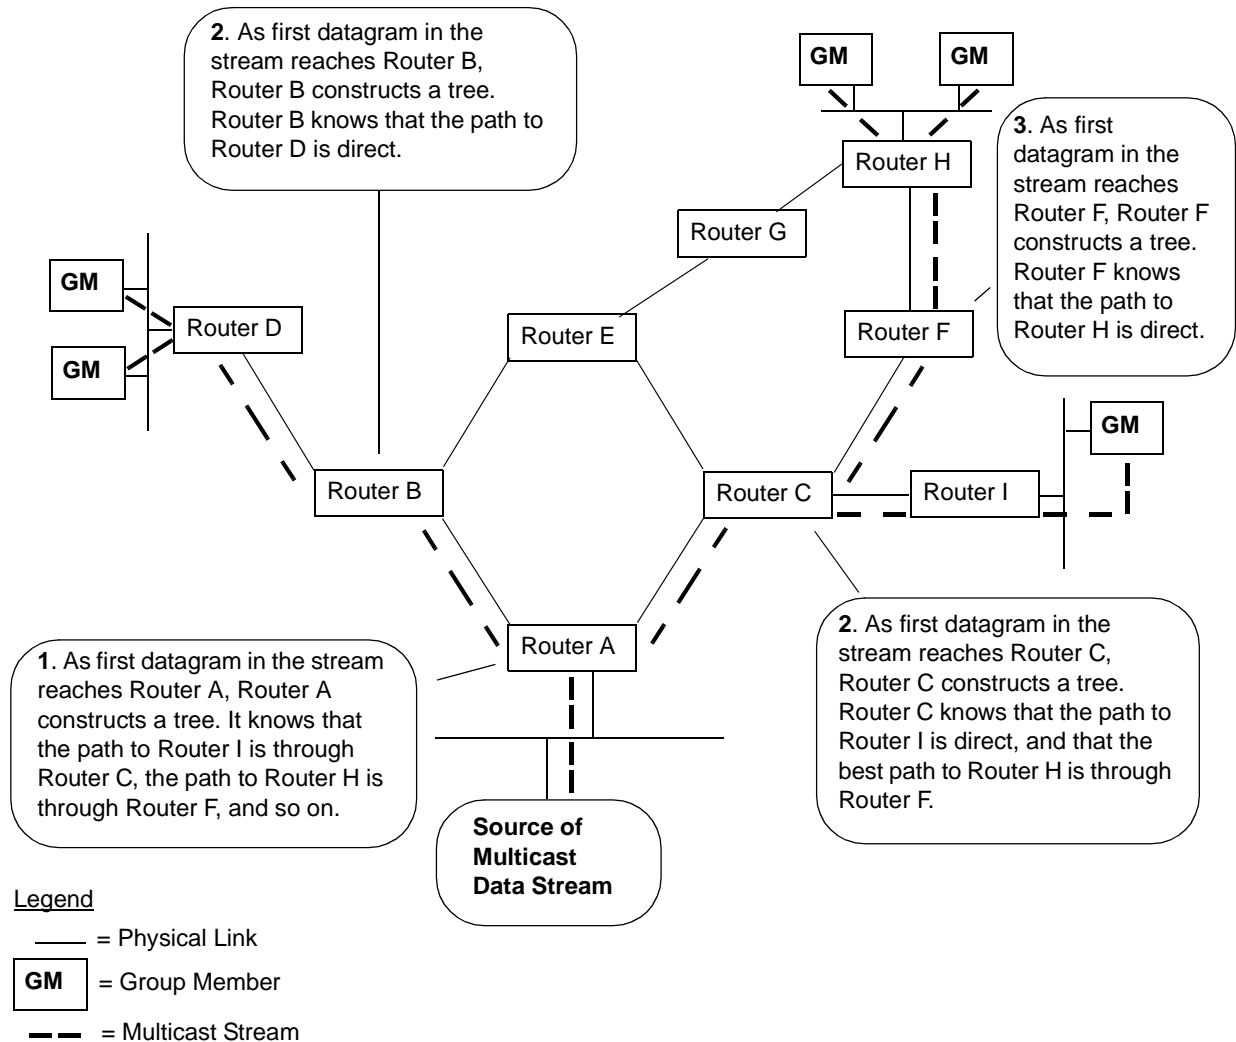 2. As first datagram in the
stream reaches Router B,
Router B constructs a tree.
Router B knows that the path to
Router D is direct.
GM
GM
3. As first
datagram in the
stream reaches
Router F, Router F
constructs a tree.
Router F knows
that the path to
Router H is direct.
Router H
Router G
GM
Router D
GM
Router E
Router F
GM
Router B
Router C
Router I
Router A
1. As first datagram in the stream
reaches Router A, Router A
constructs a tree. It knows that
the path to Router I is through
Router C, the path to Router H is
through Router F, and so on.
2. As first datagram in the
stream reaches Router C,
Router C constructs a tree.
Router C knows that the path to
Router I is direct, and that the
best path to Router H is through
Router F.
Source of
Multicast
Data Stream
Legend
= Physical Link
GM = Group Member
= Multicast Stream